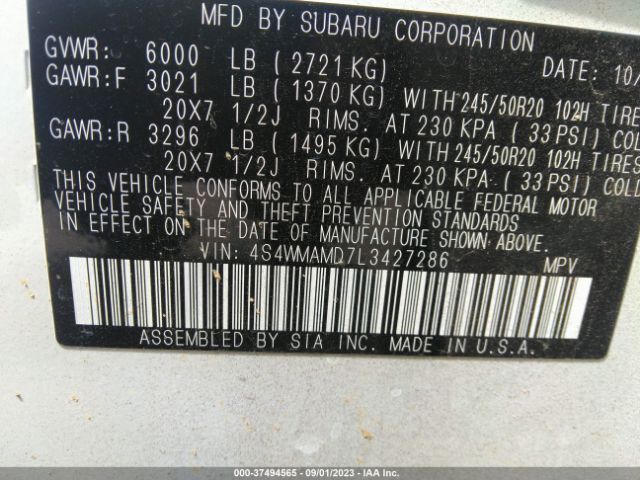 MFD BY SUBARU CORPORATION
GVWR: 6000 LB (2721 KG) DATE: 10
GAWR:F 3021 LB (1370 KG) WITH 245/50R20 102H TIRE
20X7 1/2J RIMS. AT 230 KPA (33 PSI) COL
GAWR:R 3296 LB (1495 KG) WITH 245/50R20 102H TIRES
20X7 1/2J RIMS. AT 230 KPA (33 PSI) COL
THIS VEHICLE CONFORMS TO ALL APPLICABLE FEDERAL MOTOR
VEHICLE SAFETY AND THEFT PREVENTION STANDARDS
IN EFFECT ON THE DATE OF MANUFACTURE SHOWN ABOVE.
VIN: 4S4WMAMD7L3427286 MPV
ASSEMBLED BY SIA INC. MADE IN U.S.A.
000-37494565 - 09/01/2023 - IAA Inc.